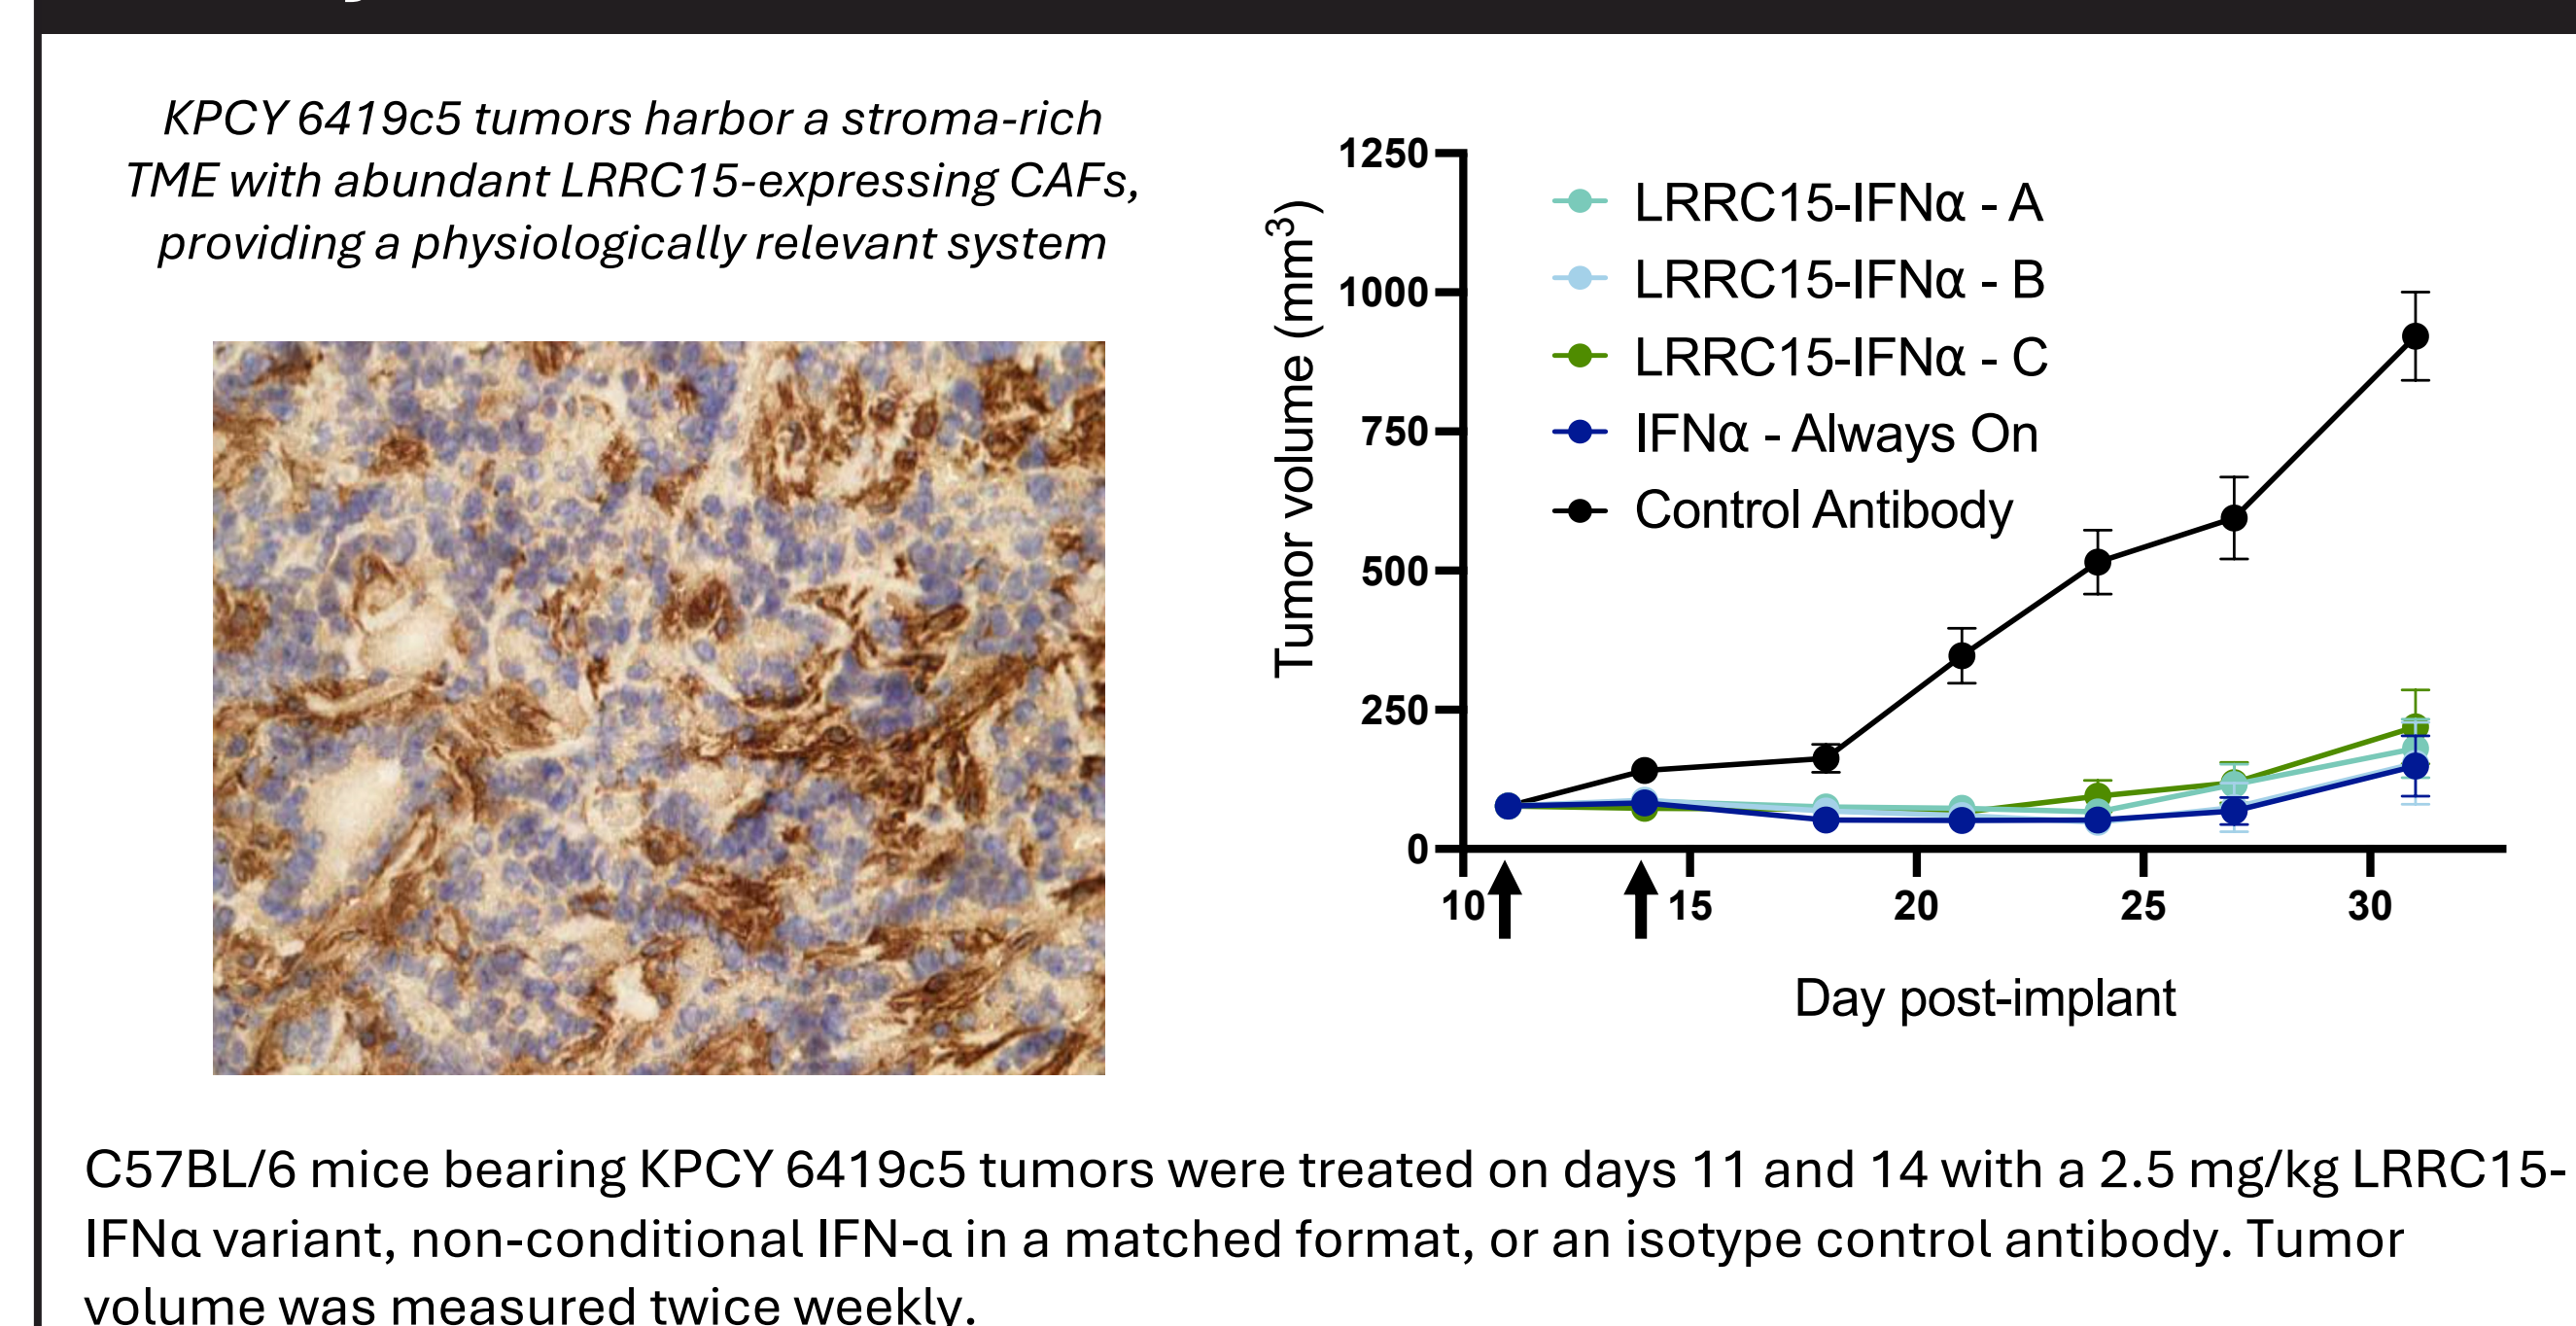 KPCY 6419c5 tumors harbor a stroma-rich
TME with abundant LRRC15-expressing CAFs,
providing a physiologically relevant system
Tumor volume (mm³)
1250
1000
750
500
250
0
LRRC15-IFNα - A
LRRC15-IFNα - B
LRRC15-IFNα - C
IFNα - Always On
Control Antibody
10 15 20 25 30
Day post-implant
C57BL/6 mice bearing KPCY 6419c5 tumors were treated on days 11 and 14 with a 2.5 mg/kg LRRC15-
IFNα variant, non-conditional IFN-α in a matched format, or an isotype control antibody. Tumor
volume was measured twice weekly.